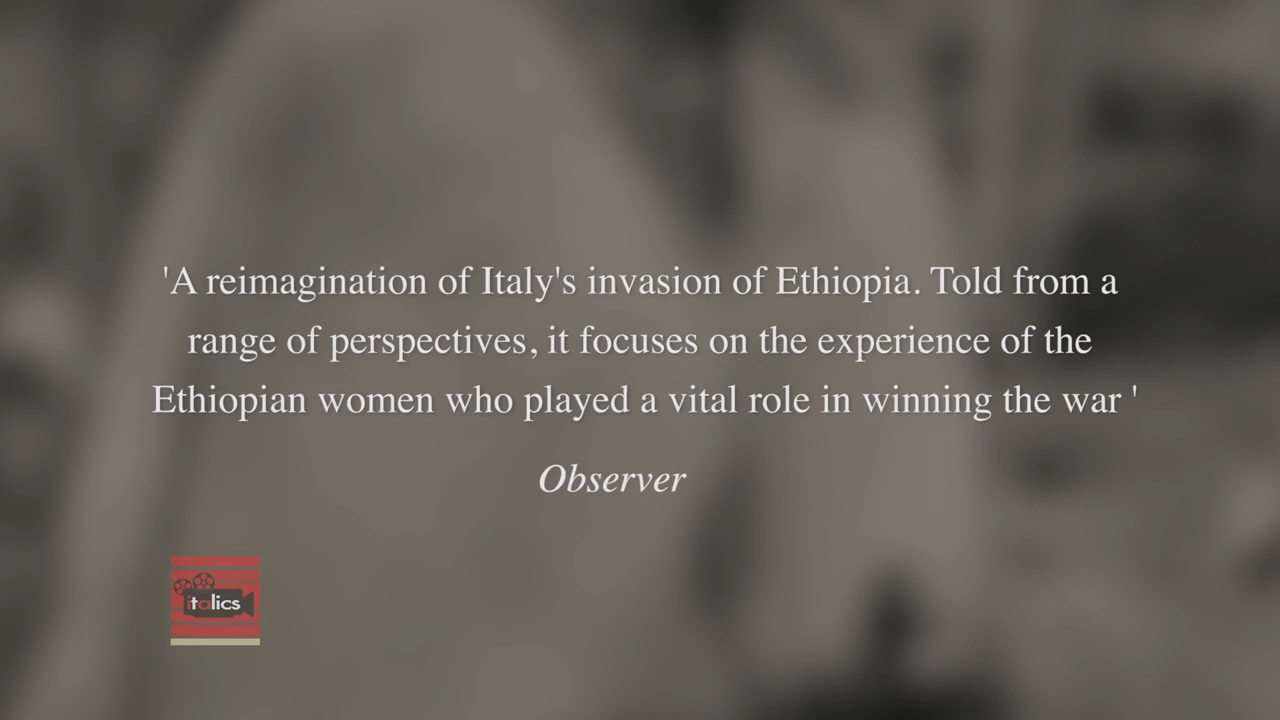 'A reimagination of Italy's invasion of Ethiopia. Told from a
range of perspectives, it focuses on the experience of the
Ethiopian women who played a vital role in winning the war '
Observer
italics